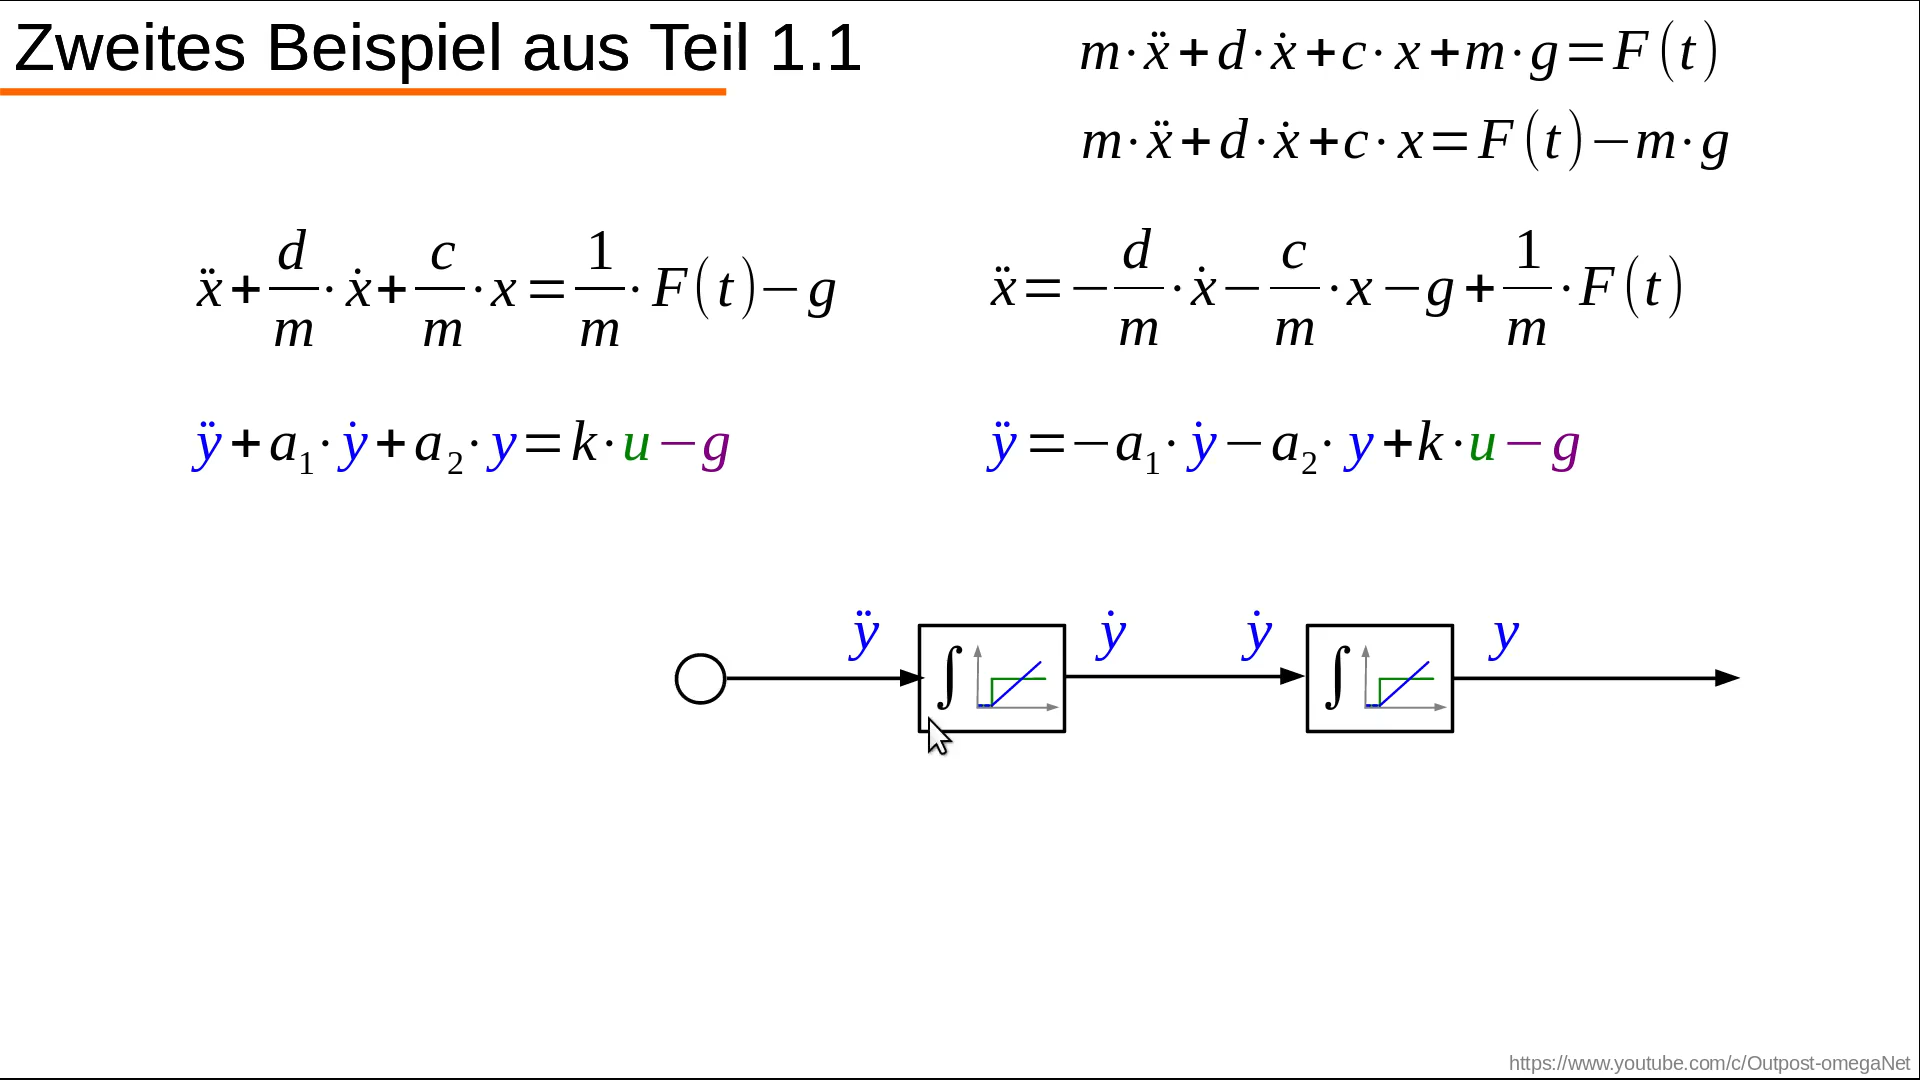 Zweites Beispiel aus Teil 1.1
m·ẍ+d·ẋ+c·x+m·g=F(t)
m·ẍ+d·ẋ+c·x=F(t)−m·g
ẍ+d/m·ẋ+c/m·x=1/m·F(t)−g
ẍ=−d/m·ẋ−c/m·x−g+1/m·F(t)
ÿ+a₁·ẏ+a₂·y=k·u−g
ÿ=−a₁·ẏ−a₂·y+k·u−g
ÿ ∫ ẏ ẏ ∫ y
https://www.youtube.com/c/Outpost-omegaNet